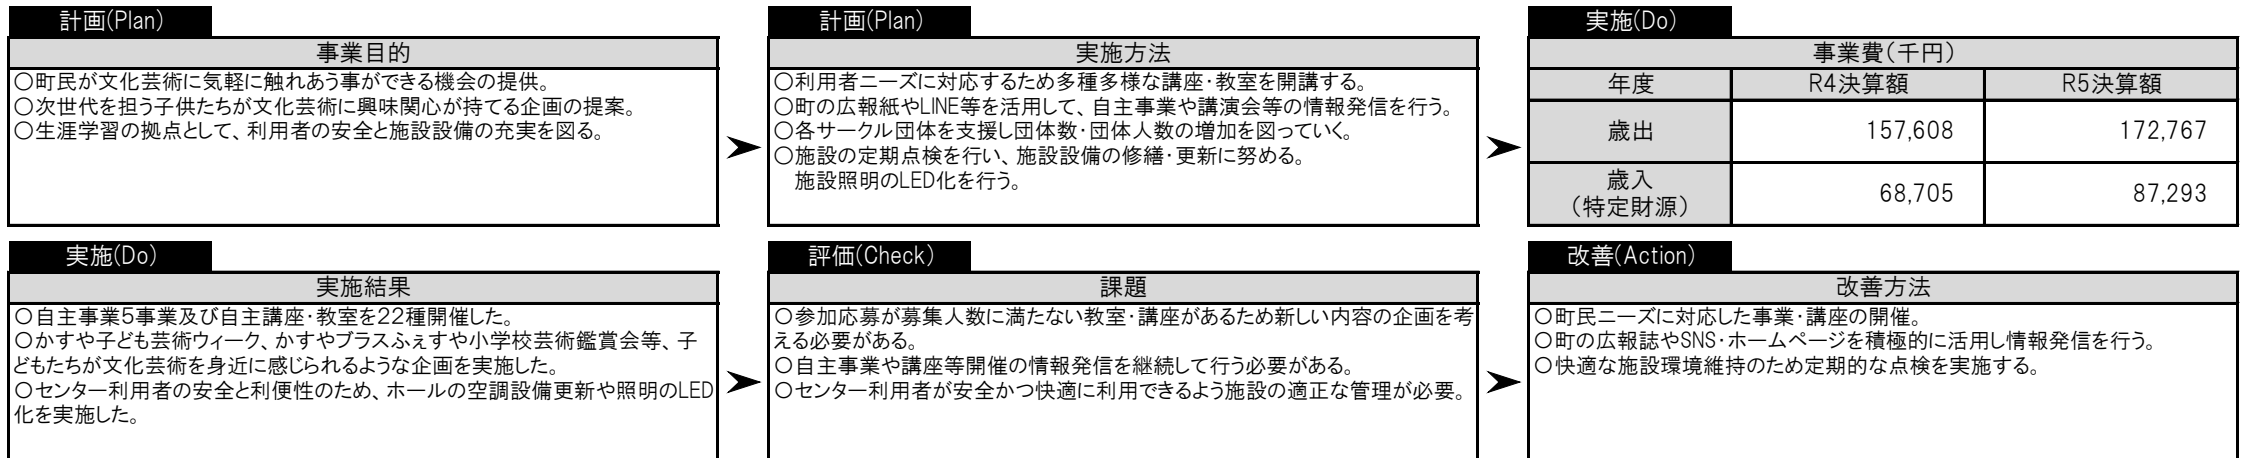 計画(Plan)
事業目的
○町民が文化芸術に気軽に触れあう事ができる機会の提供。
○次世代を担う子供たちが文化芸術に興味関心が持てる企画の提案。
○生涯学習の拠点として、利用者の安全と施設設備の充実を図る。
計画(Plan)
実施方法
○利用者ニーズに対応するため多種多様な講座・教室を開講する。
○町の広報紙やLINE等を活用して、自主事業や講演会等の情報発信を行う。
○各サークル団体を支援し団体数・団体人数の増加を図っていく。
○施設の定期点検を行い、施設設備の修繕・更新に努める。
施設照明のLED化を行う。
実施(Do)
事業費(千円)
年度 R4決算額 R5決算額
歳出 157,608 172,767
歳入
(特定財源) 68,705 87,293
実施(Do)
実施結果
○自主事業5事業及び自主講座・教室を22種開催した。
○かすや子ども芸術ウィーク、かすやブラスふぇすや小学校芸術鑑賞会等、子
どもたちが文化芸術を身近に感じられるような企画を実施した。
○センター利用者の安全と利便性のため、ホールの空調設備更新や照明のLED
化を実施した。
評価(Check)
課題
○参加応募が募集人数に満たない教室・講座があるため新しい内容の企画を考
える必要がある。
○自主事業や講座等開催の情報発信を継続して行う必要がある。
○センター利用者が安全かつ快適に利用できるよう施設の適正な管理が必要。
改善(Action)
改善方法
○町民ニーズに対応した事業・講座の開催。
○町の広報誌やSNS・ホームページを積極的に活用し情報発信を行う。
○快適な施設環境維持のため定期的な点検を実施する。